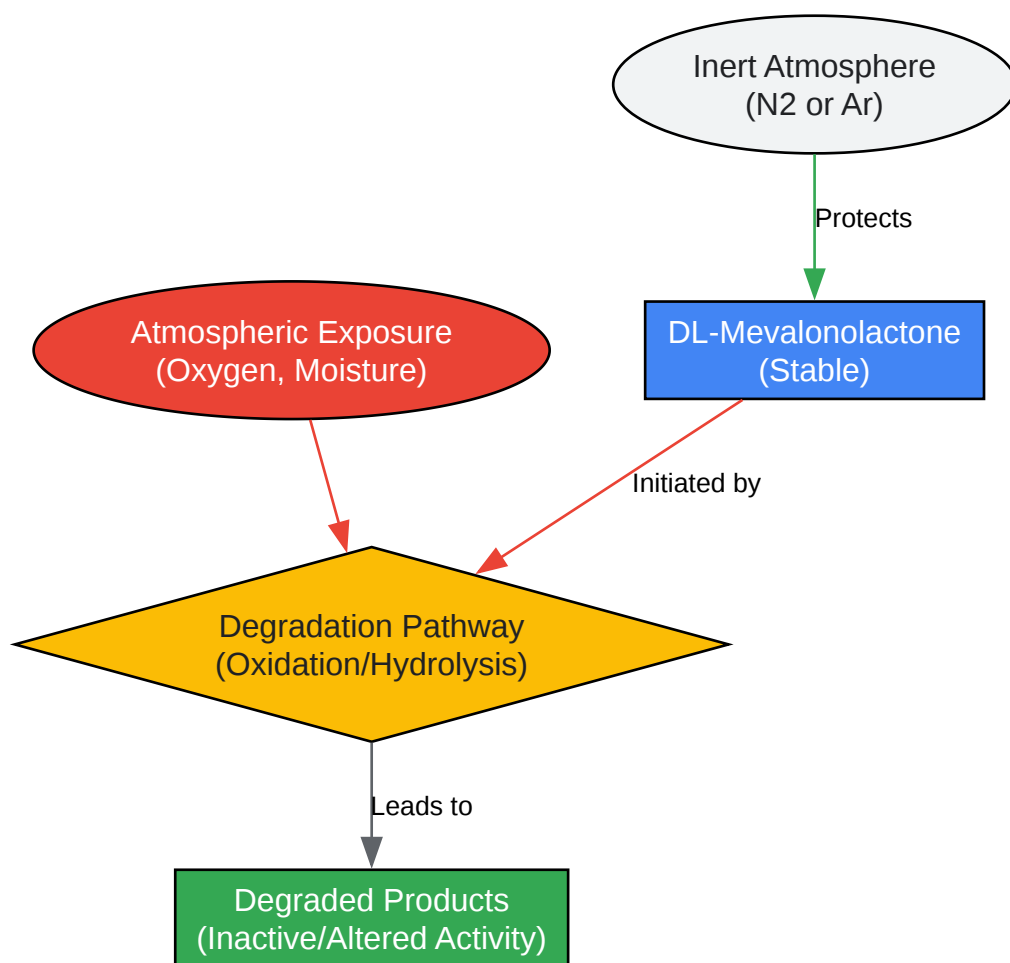 Inert Atmosphere
(N2 or Ar)
Protects
DL-Mevalonolactone
(Stable)
Atmospheric Exposure
(Oxygen, Moisture)
Initiated by
Degradation Pathway
(Oxidation/Hydrolysis)
Leads to
Degraded Products
(Inactive/Altered Activity)